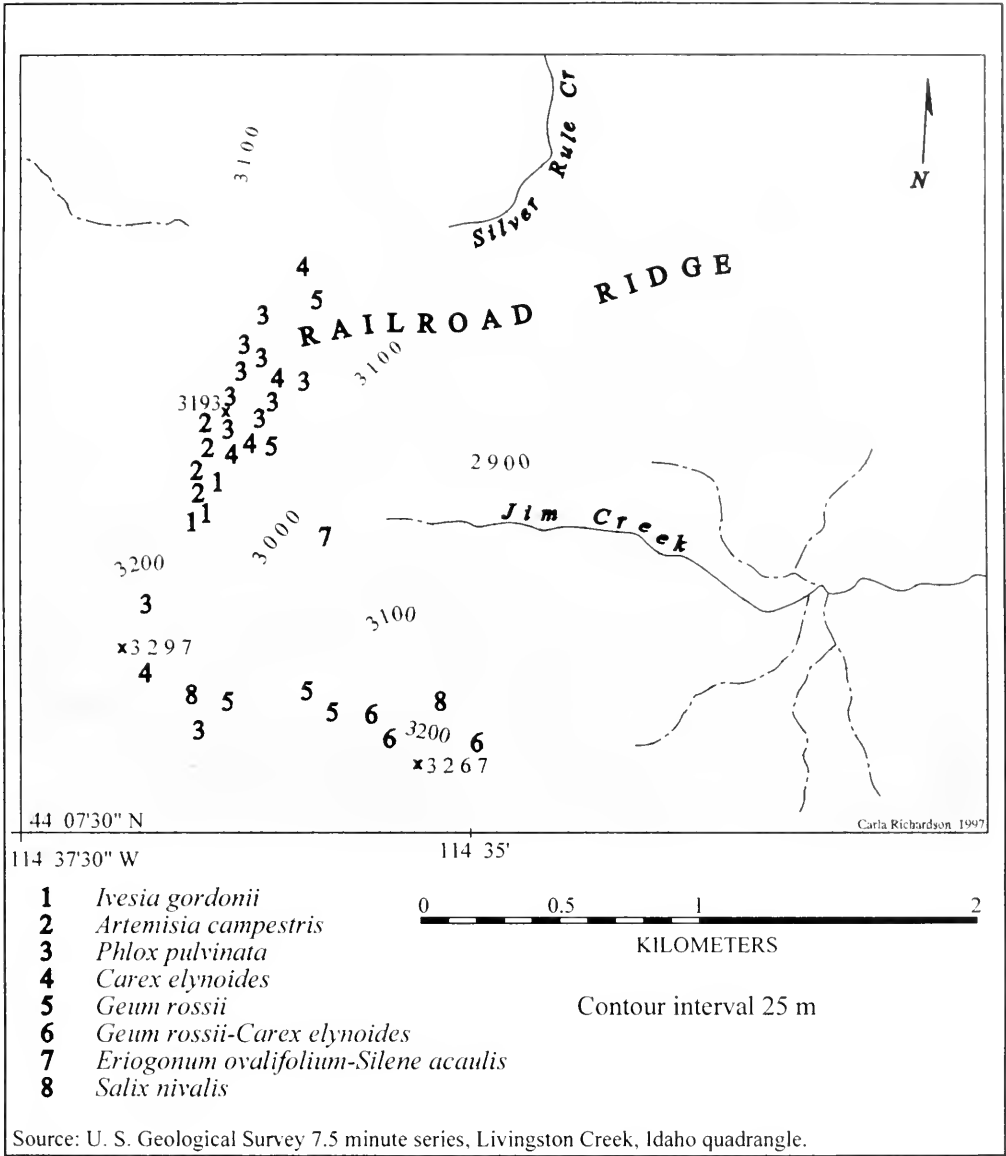 Silver Rule Cr
3100
N
4
5
RAILROAD RIDGE
3
3
3
3100
3
4
3
3
3
3193x
3
2
3
2
4
4
5
2900
2
1
2
1
1
Jim Creek
3000
7
3200
3
3100
x3297
4
8
5
5
8
5
6
3
3200
6
6
x3267
44 07'30" N
Carla Richardson 1997
114 37'30" W
114 35'
1 Ivesia gordonii
2 Artemisia campestris
3 Phlox pulvinata
4 Carex elynoides
5 Geum rossii
6 Geum rossii-Carex elynoides
7 Eriogonum ovalifolium-Silene acaulis
8 Salix nivalis
0 0.5 1 2
KILOMETERS
Contour interval 25 m
Source: U. S. Geological Survey 7.5 minute series, Livingston Creek, Idaho quadrangle.